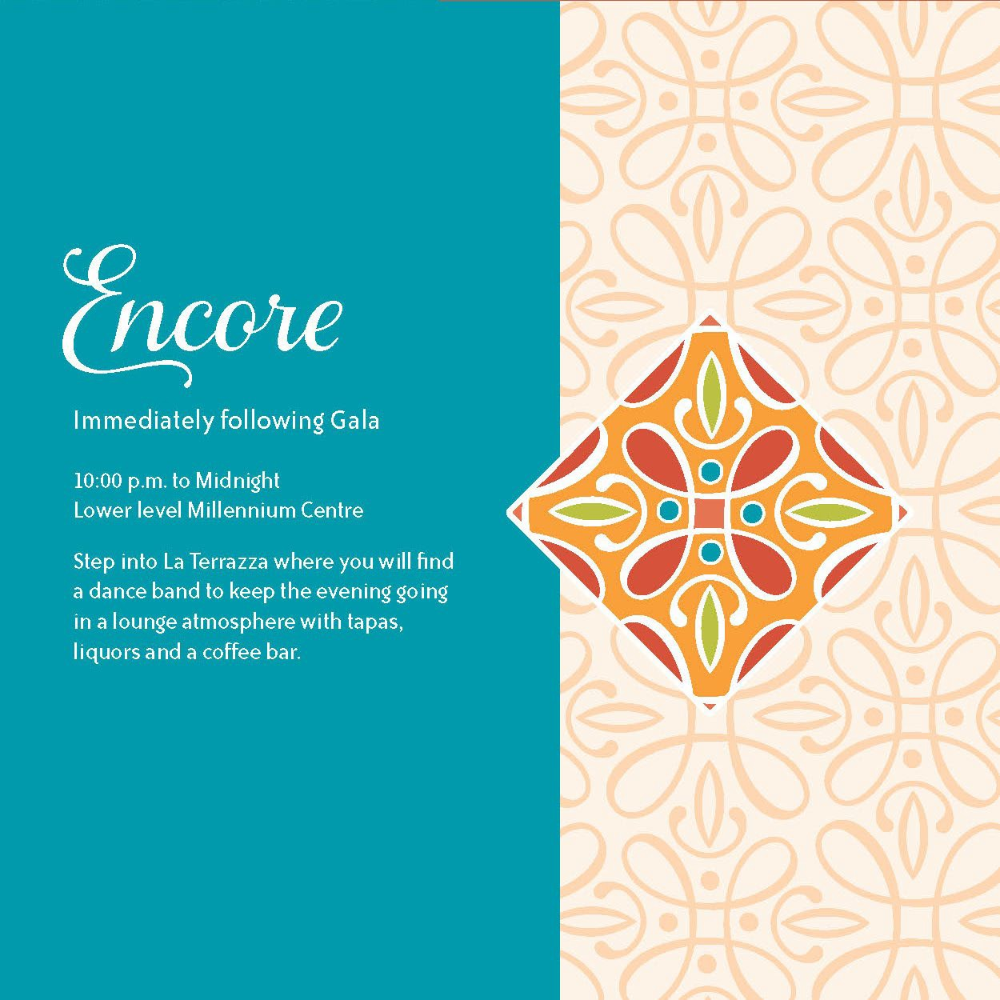 Encore
Immediately following Gala
10:00 p.m. to Midnight
Lower level Millennium Centre
Step into La Terrazza where you will find
a dance band to keep the evening going
in a lounge atmosphere with tapas,
liquors and a coffee bar.